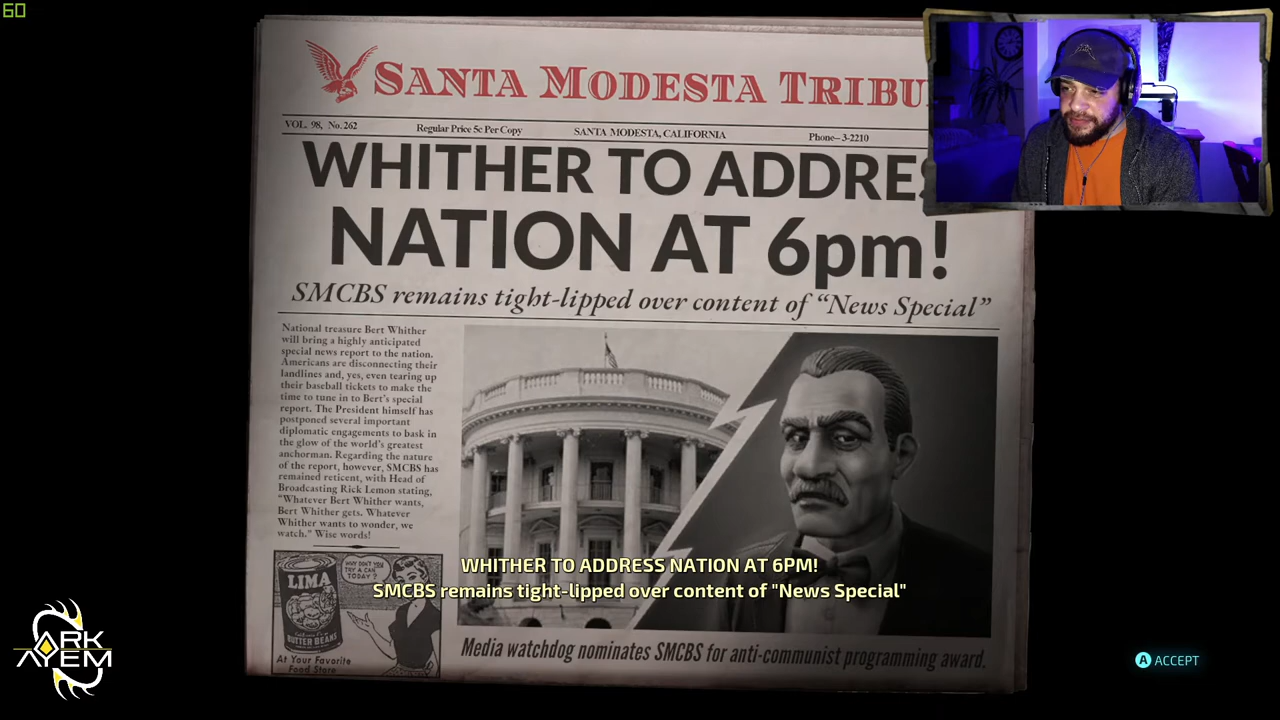 60
SANTA MODESTA TRIBU
VOL. 98, No. 262 Regular Price 5c Per Copy SANTA MODESTA, CALIFORNIA Phone—3-2210
WHITHER TO ADDRES
NATION AT 6pm!
SMCBS remains tight-lipped over content of “News Special”
National treasure Bert Whither
will bring a highly anticipated
special news report to the nation.
Americans are disconnecting their
landlines and, yes, even tearing up
their baseball tickets to make the
time to tune in to Bert's special
report. The President himself has
postponed several important
diplomatic engagements to bask in
the glow of the world's greatest
anchorman. Regarding the nature
of the report, however, SMCBS has
remained reticent, with Head of
Broadcasting Rick Lemon stating,
“Whatever Bert Whither wants,
Bert Whither gets. Whatever
Whither wants to wonder, we
watch.” Wise words!
WHY DON'T YOU
TRY A CAN
TODAY?
LIMA
BUTTER BEANS
At Your Favorite
Food Store
WHITHER TO ADDRESS NATION AT 6PM!
SMCBS remains tight-lipped over content of "News Special"
Media watchdog nominates SMCBS for anti-communist programming award.
ARK
AYEM
A ACCEPT